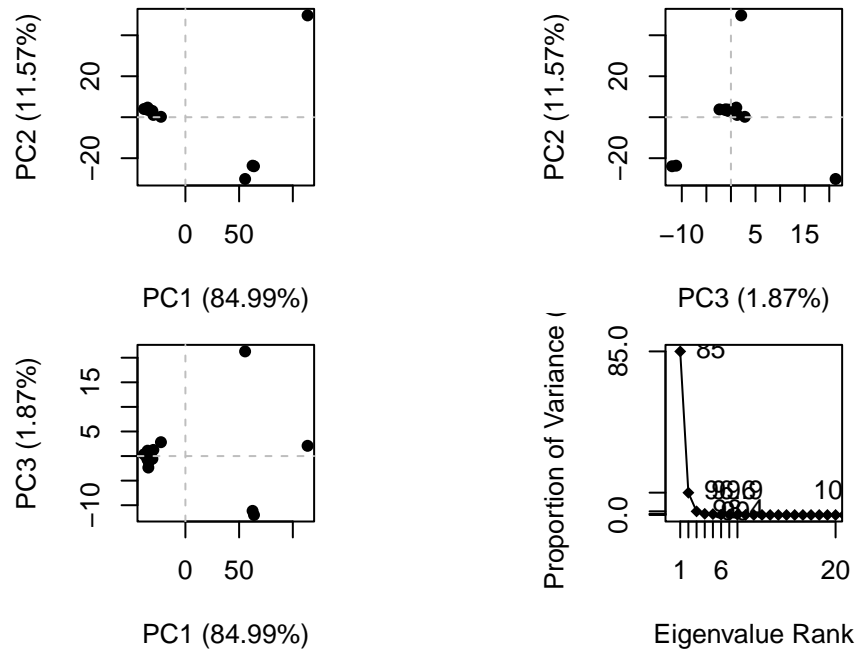 PC2 (11.57%)
20
−20
0 50
PC1 (84.99%)
PC2 (11.57%)
20
−20
−10 5 15
PC3 (1.87%)
PC3 (1.87%)
15
5
−10
0 50
PC1 (84.99%)
Proportion of Variance (
85.0
0.0
85
10
1 6 20
Eigenvalue Rank